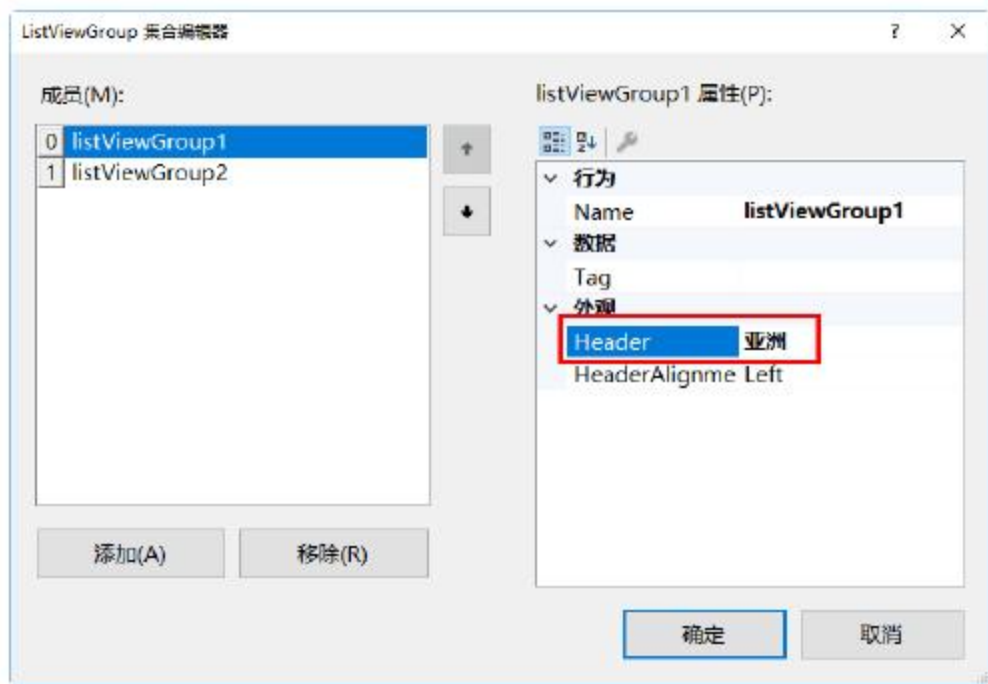 ListViewGroup 集合编辑器
?
成员(M):
0 listViewGroup1
1 listViewGroup2
添加(A)
移除(R)
listViewGroup1 属性(P):
行为
Name listViewGroup1
数据
Tag
外观
Header 亚洲
HeaderAlignme Left
确定
取消